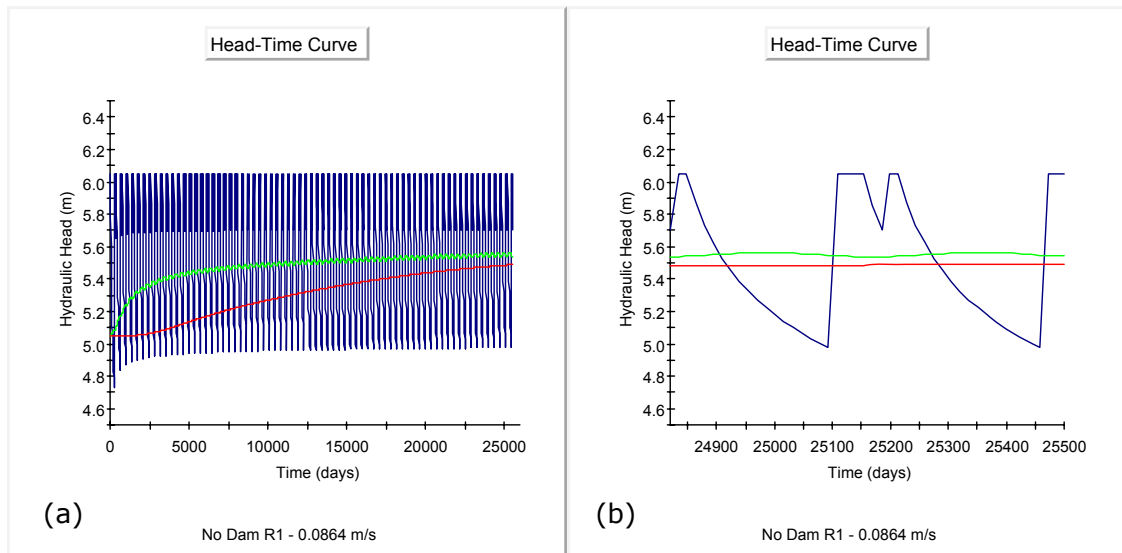 Head-Time Curve
Hydraulic Head (m)
6.4
6.2
6.0
5.8
5.6
5.4
5.2
5.0
4.8
4.6
0 5000 10000 15000 20000 25000
Time (days)
(a)
No Dam R1 - 0.0864 m/s
Head-Time Curve
Hydraulic Head (m)
6.4
6.2
6.0
5.8
5.6
5.4
5.2
5.0
4.8
4.6
24900 25000 25100 25200 25300 25400 25500
Time (days)
(b)
No Dam R1 - 0.0864 m/s